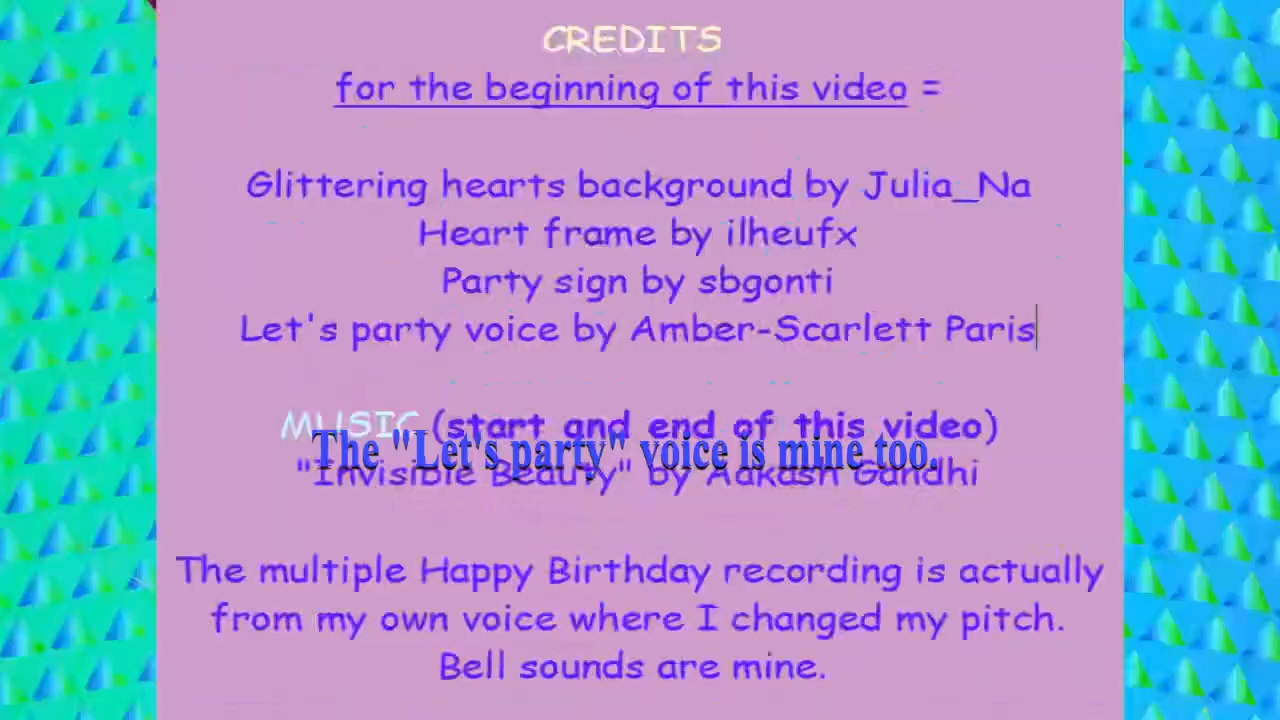 CREDITS
for the beginning of this video =
Glittering hearts background by Julia_Na
Heart frame by ilheufx
Party sign by sbgonti
Let's party voice by Amber-Scarlett Paris
MUSIC (start and end of this video)
The "Let's party" voice is mine too.
"Invisible Beauty" by Aakash Gandhi
The multiple Happy Birthday recording is actually
from my own voice where I changed my pitch.
Bell sounds are mine.